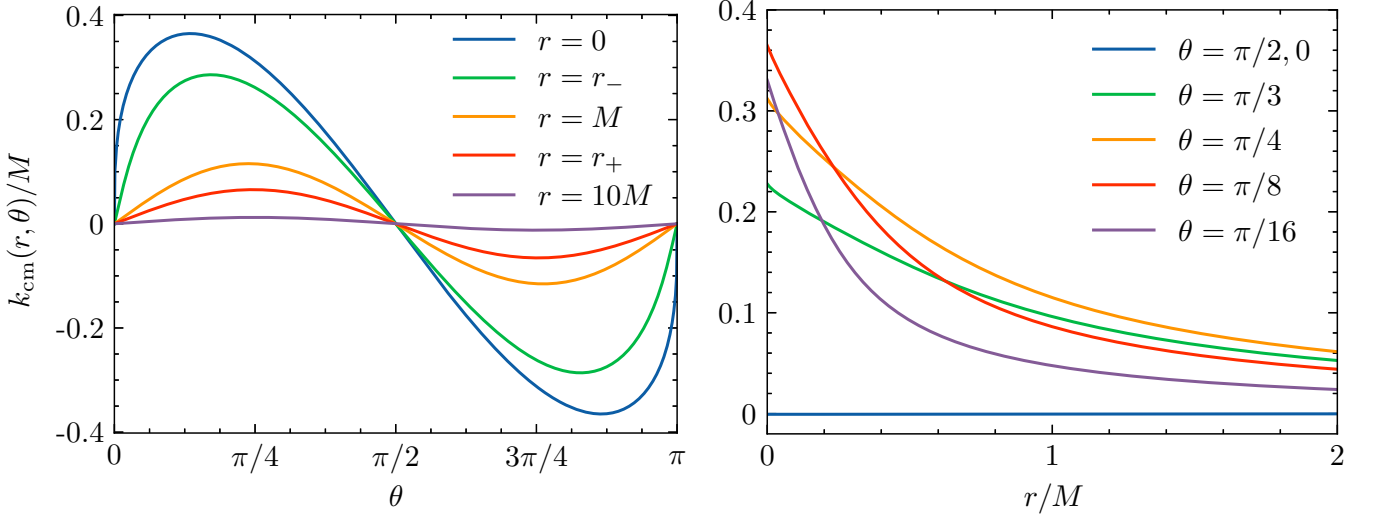 0.4
0.2
0
-0.2
-0.4
k_cm(r, θ)/M
r = 0
r = r_−
r = M
r = r_+
r = 10M
0 π/4 π/2 3π/4 π
θ
0.4
0.3
0.2
0.1
0
θ = π/2, 0
θ = π/3
θ = π/4
θ = π/8
θ = π/16
0 1 2
r/M